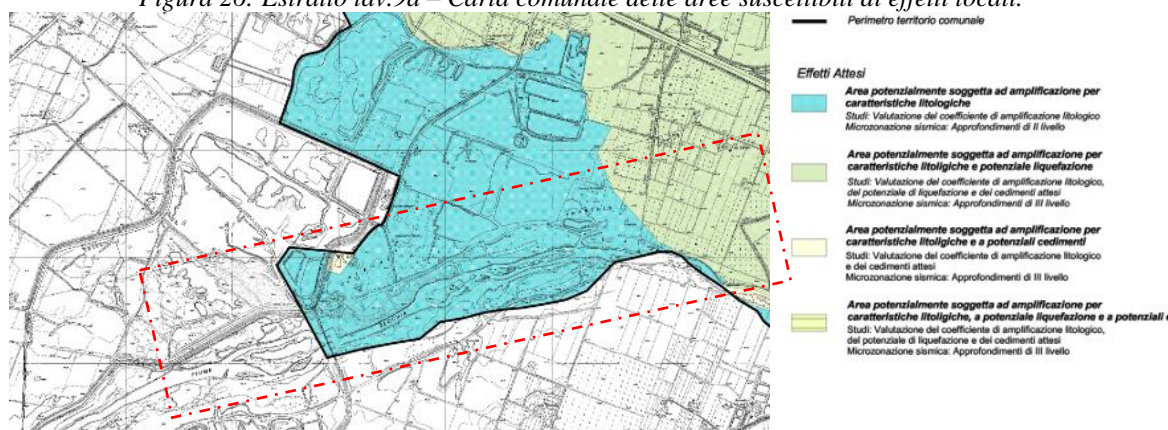 Figura 26. Estratto tav.9a – Carta comunale delle aree suscettibili di effetti locali.
Perimetro territorio comunale
Effetti Attesi
Area potenzialmente soggetta ad amplificazione per
caratteristiche litologiche
Studi: Valutazione del coefficiente di amplificazione litologico
Microzonazione sismica: Approfondimenti di II livello
Area potenzialmente soggetta ad amplificazione per
caratteristiche litoligiche e potenziale liquefazione
Studi: Valutazione del coefficiente di amplificazione litologico,
del potenziale di liquefazione e dei cedimenti attesi
Microzonazione sismica: Approfondimenti di III livello
Area potenzialmente soggetta ad amplificazione per
caratteristiche litoligiche e a potenziali cedimenti
Studi: Valutazione del coefficiente di amplificazione litologico
e dei cedimenti attesi
Microzonazione sismica: Approfondimenti di III livello
Area potenzialmente soggetta ad amplificazione per
caratteristiche litoligiche, a potenziale liquefazione e a potenziali
Studi: Valutazione del coefficiente di amplificazione litologico,
del potenziale di liquefazione e dei cedimenti attesi
Microzonazione sismica: Approfondimenti di III livello
SECCHIA
FIUME